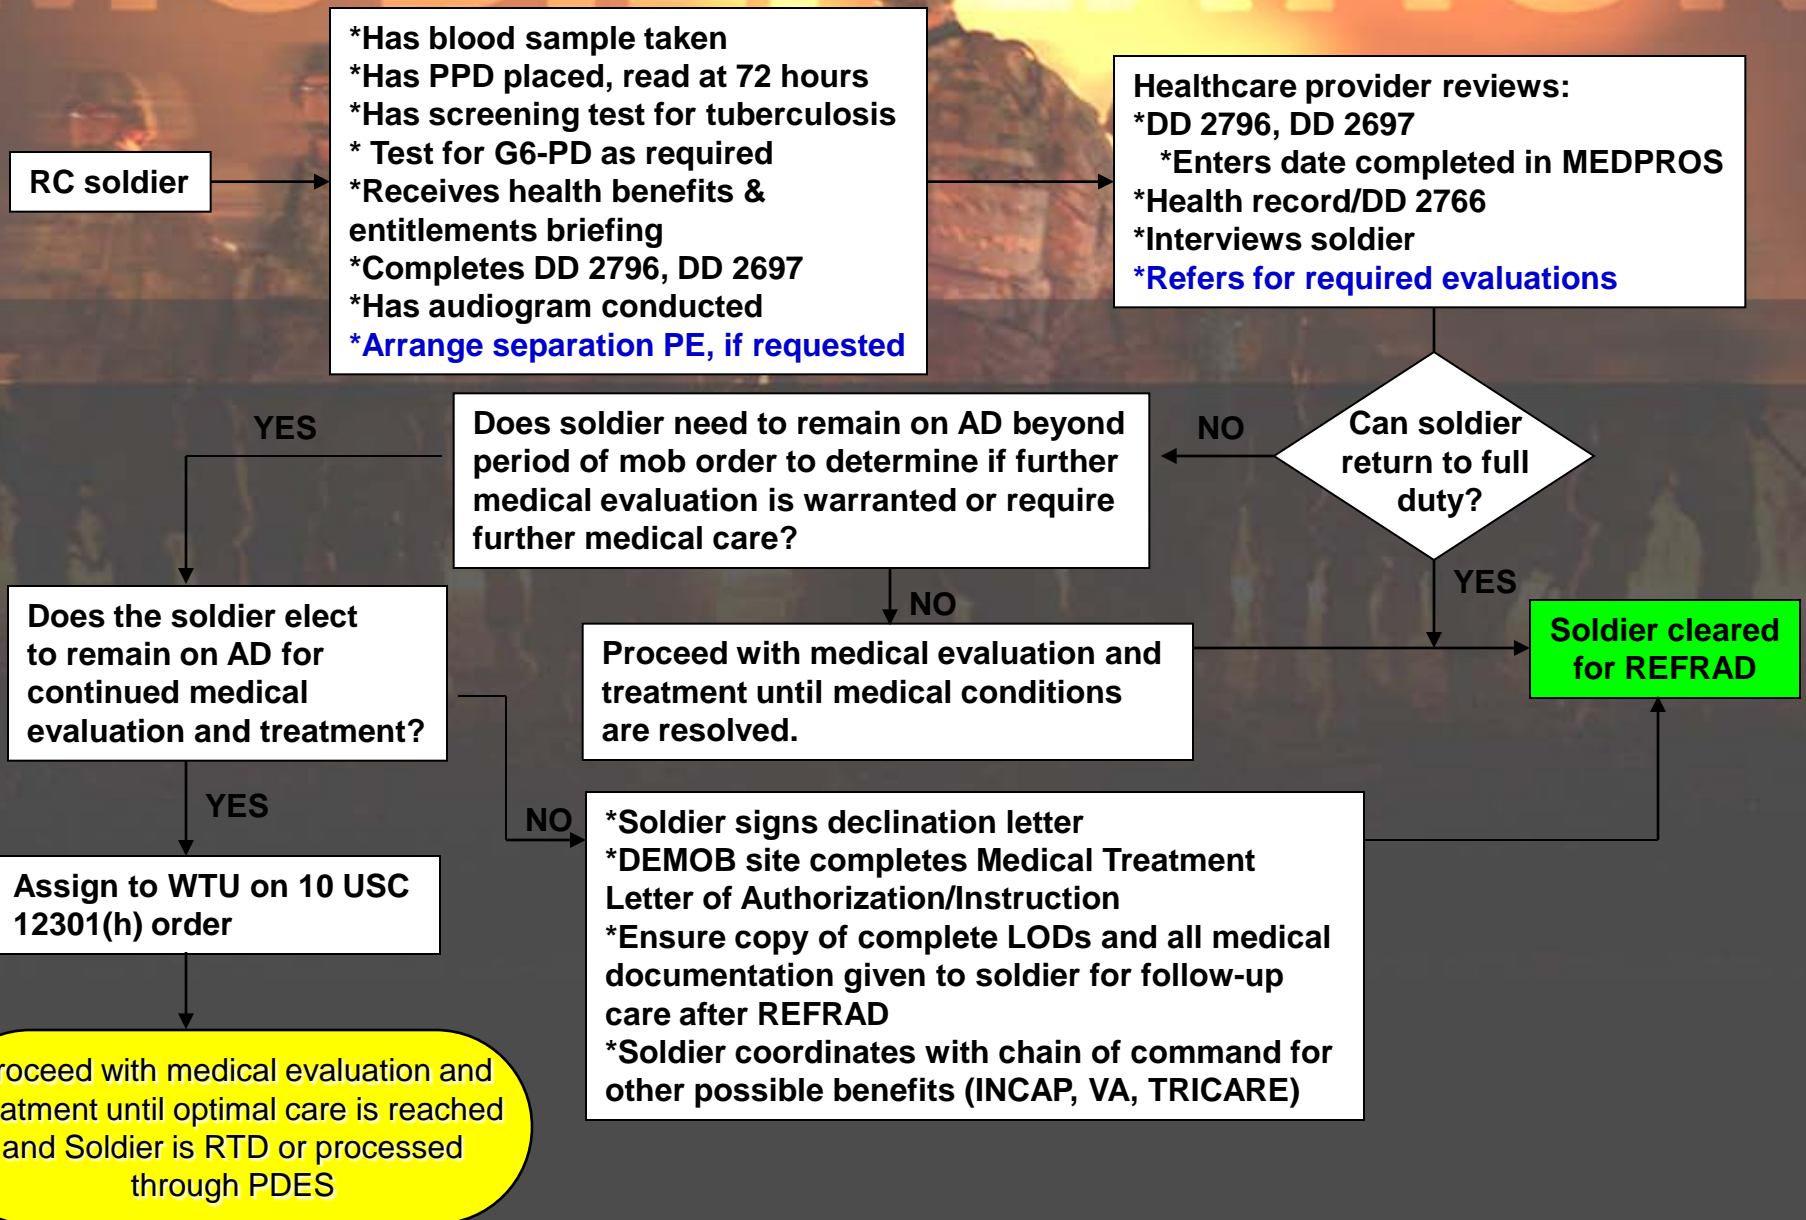 RC soldier
*Has blood sample taken
*Has PPD placed, read at 72 hours
*Has screening test for tuberculosis
* Test for G6-PD as required
*Receives health benefits &
entitlements briefing
*Completes DD 2796, DD 2697
*Has audiogram conducted
*Arrange separation PE, if requested
Healthcare provider reviews:
*DD 2796, DD 2697
*Enters date completed in MEDPROS
*Health record/DD 2766
*Interviews soldier
*Refers for required evaluations
Can soldier
return to full
duty?
NO
YES
Does soldier need to remain on AD beyond
period of mob order to determine if further
medical evaluation is warranted or require
further medical care?
YES
NO
Proceed with medical evaluation and
treatment until medical conditions
are resolved.
Soldier cleared
for REFRAD
Does the soldier elect
to remain on AD for
continued medical
evaluation and treatment?
YES
NO
*Soldier signs declination letter
*DEMOB site completes Medical Treatment
Letter of Authorization/Instruction
*Ensure copy of complete LODs and all medical
documentation given to soldier for follow-up
care after REFRAD
*Soldier coordinates with chain of command for
other possible benefits (INCAP, VA, TRICARE)
Assign to WTU on 10 USC
12301(h) order
roceed with medical evaluation and
eatment until optimal care is reached
and Soldier is RTD or processed
through PDES